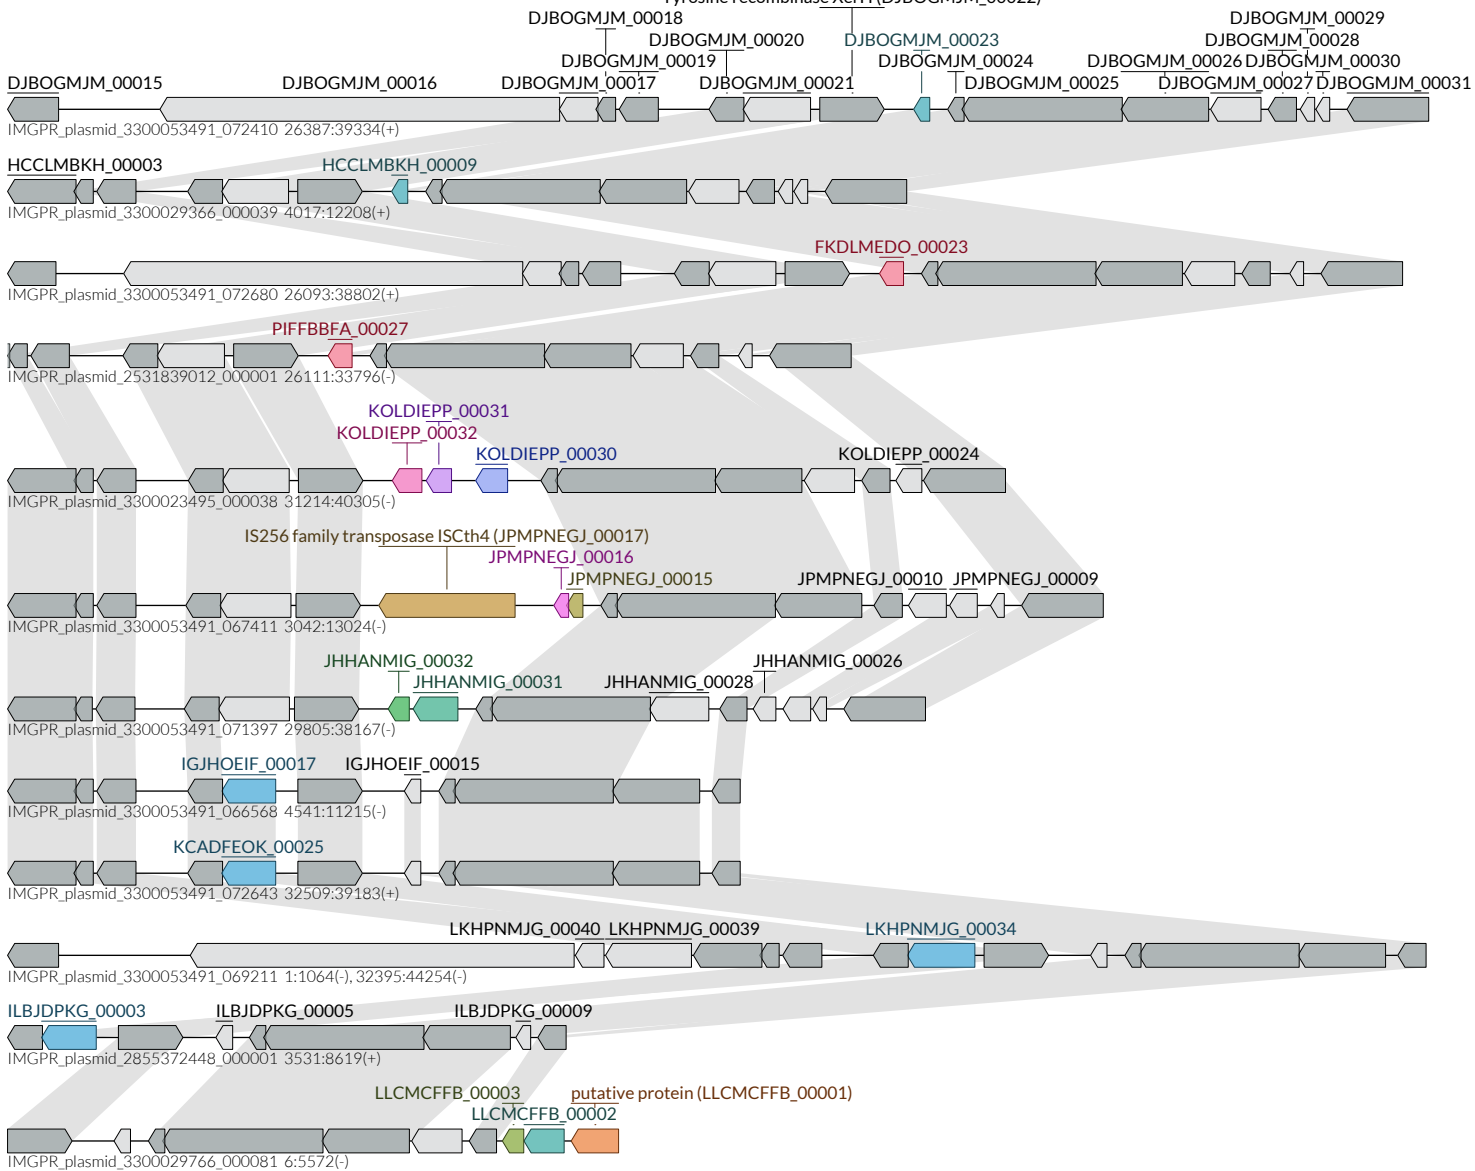 Tyrosine recombinase XerH (DJBOGMJM_00022)
DJBOGMJM_00018
DJBOGMJM_00029
DJBOGMJM_00020
DJBOGMJM_00023
DJBOGMJM_00028
DJBOGMJM_00019
DJBOGMJM_00024
DJBOGMJM_00026
DJBOGMJM_00030
DJBOGMJM_00015
DJBOGMJM_00016
DJBOGMJM_00017
DJBOGMJM_00021
DJBOGMJM_00025
DJBOGMJM_00027
DJBOGMJM_00031
IMGPR_plasmid_3300053491_072410 26387:39334(+)
HCCLMBKH_00003
HCCLMBKH_00009
IMGPR_plasmid_3300029366_000039 4017:12208(+)
FKDLMEDO_00023
IMGPR_plasmid_3300053491_072680 26093:38802(+)
PIFFBBFA_00027
IMGPR_plasmid_2531839012_000001 26111:33796(-)
KOLDIEPP_00031
KOLDIEPP_00032
KOLDIEPP_00030
KOLDIEPP_00024
IMGPR_plasmid_3300023495_000038 31214:40305(-)
IS256 family transposase ISCth4 (JPMPNEGJ_00017)
JPMPNEGJ_00016
JPMPNEGJ_00015
JPMPNEGJ_00010
JPMPNEGJ_00009
IMGPR_plasmid_3300053491_067411 3042:13024(-)
JHHANMIG_00032
JHHANMIG_00026
JHHANMIG_00031
JHHANMIG_00028
IMGPR_plasmid_3300053491_071397 29805:38167(-)
IGJHOEIF_00017
IGJHOEIF_00015
IMGPR_plasmid_3300053491_066568 4541:11215(-)
KCADFEOK_00025
IMGPR_plasmid_3300053491_072643 32509:39183(+)
LKHPNMJG_00040
LKHPNMJG_00039
LKHPNMJG_00034
IMGPR_plasmid_3300053491_069211 1:1064(-), 32395:44254(-)
ILBJDPKG_00003
ILBJDPKG_00005
ILBJDPKG_00009
IMGPR_plasmid_2855372448_000001 3531:8619(+)
LLCMCFFB_00003
putative protein (LLCMCFFB_00001)
LLCMCFFB_00002
IMGPR_plasmid_3300029766_000081 6:5572(-)